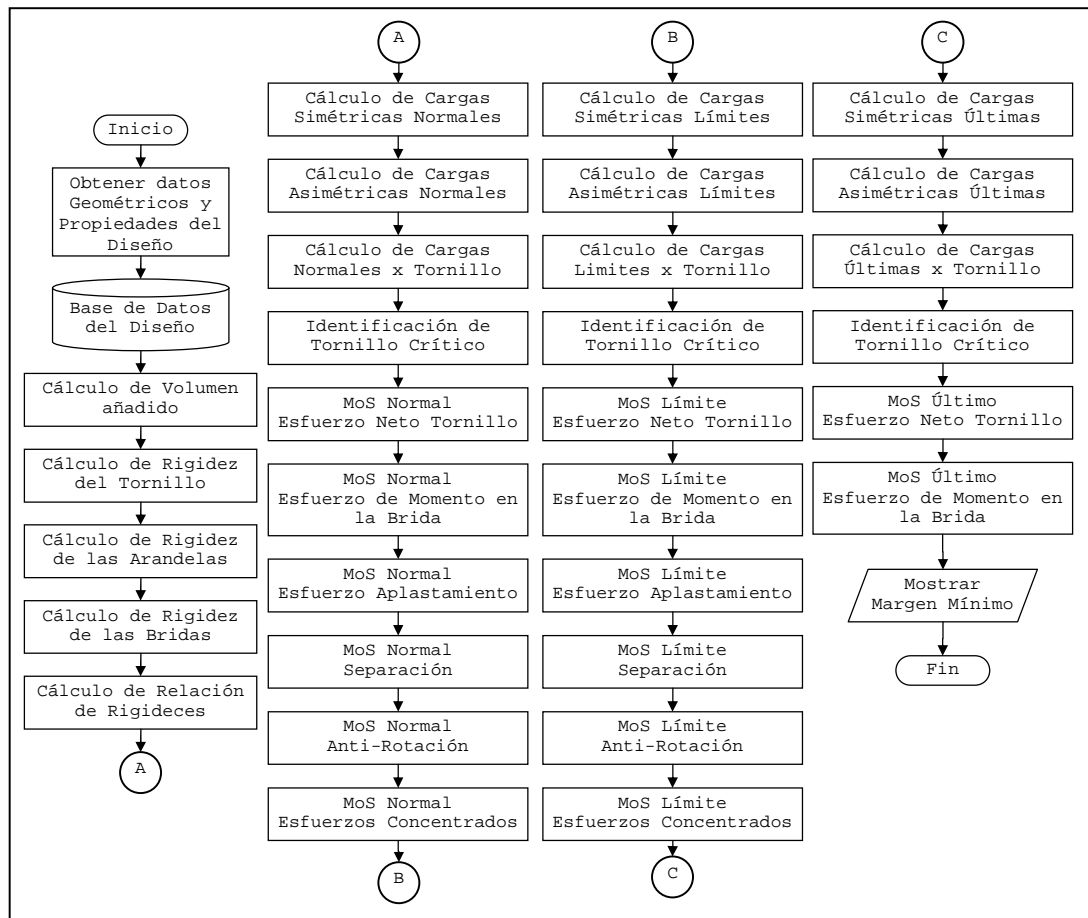 Inicio
Obtener datos
Geométricos y
Propiedades del
Diseño
Base de Datos
del Diseño
Cálculo de Volumen
añadido
Cálculo de Rigidez
del Tornillo
Cálculo de Rigidez
de las Arandelas
Cálculo de Rigidez
de las Bridas
Cálculo de Relación
de Rigideces
A
A
Cálculo de Cargas
Simétricas Normales
Cálculo de Cargas
Asimétricas Normales
Cálculo de Cargas
Normales x Tornillo
Identificación de
Tornillo Crítico
MoS Normal
Esfuerzo Neto Tornillo
MoS Normal
Esfuerzo de Momento en
la Brida
MoS Normal
Esfuerzo Aplastamiento
MoS Normal
Separación
MoS Normal
Anti-Rotación
MoS Normal
Esfuerzos Concentrados
B
B
Cálculo de Cargas
Simétricas Límites
Cálculo de Cargas
Asimétricas Límites
Cálculo de Cargas
Limites x Tornillo
Identificación de
Tornillo Crítico
MoS Límite
Esfuerzo Neto Tornillo
MoS Límite
Esfuerzo de Momento en
la Brida
MoS Límite
Esfuerzo Aplastamiento
MoS Límite
Separación
MoS Límite
Anti-Rotación
MoS Límite
Esfuerzos Concentrados
C
C
Cálculo de Cargas
Simétricas Últimas
Cálculo de Cargas
Asimétricas Últimas
Cálculo de Cargas
Últimas x Tornillo
Identificación de
Tornillo Crítico
MoS Último
Esfuerzo Neto Tornillo
MoS Último
Esfuerzo de Momento en
la Brida
Mostrar
Margen Mínimo
Fin